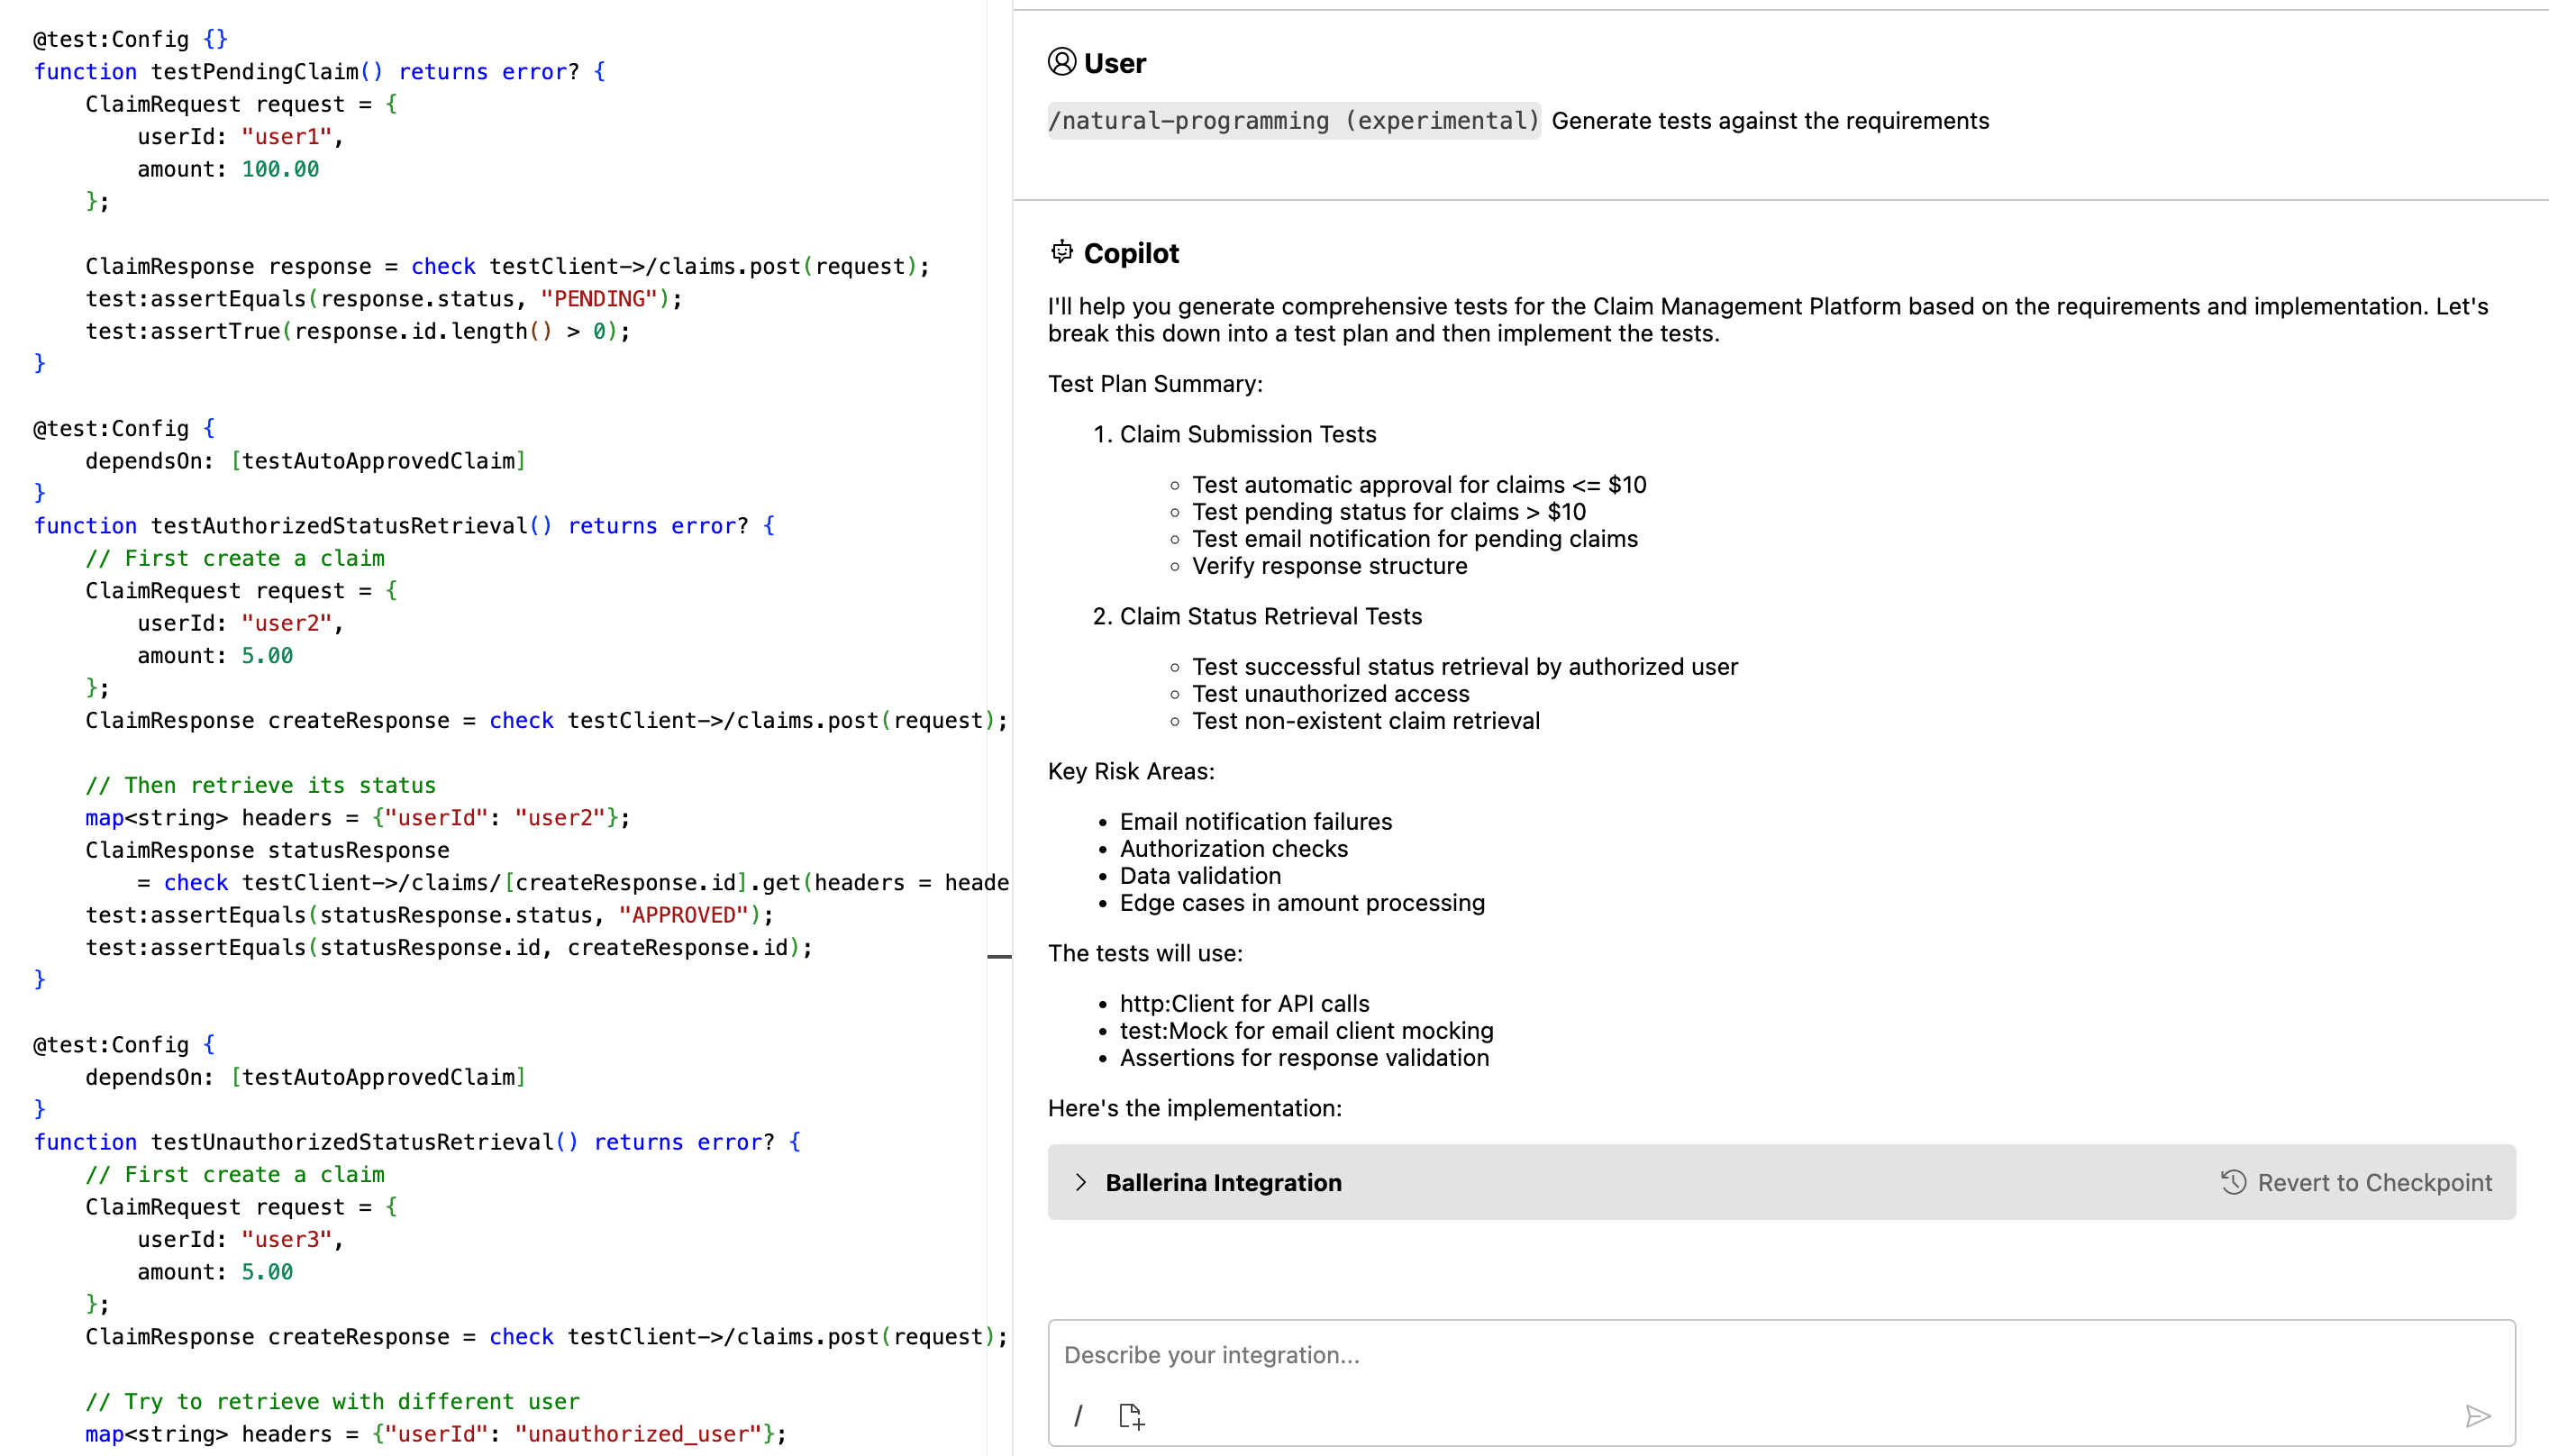 @test:Config {}
function testPendingClaim() returns error? {
    ClaimRequest request = {
        userId: "user1",
        amount: 100.00
    };

    ClaimResponse response = check testClient->/claims.post(request);
    test:assertEquals(response.status, "PENDING");
    test:assertTrue(response.id.length() > 0);
}

@test:Config {
    dependsOn: [testAutoApprovedClaim]
}
function testAuthorizedStatusRetrieval() returns error? {
    // First create a claim
    ClaimRequest request = {
        userId: "user2",
        amount: 5.00
    };
    ClaimResponse createResponse = check testClient->/claims.post(request);

    // Then retrieve its status
    map<string> headers = {"userId": "user2"};
    ClaimResponse statusResponse
        = check testClient->/claims/[createResponse.id].get(headers = heade
    test:assertEquals(statusResponse.status, "APPROVED");
    test:assertEquals(statusResponse.id, createResponse.id);
}

@test:Config {
    dependsOn: [testAutoApprovedClaim]
}
function testUnauthorizedStatusRetrieval() returns error? {
    // First create a claim
    ClaimRequest request = {
        userId: "user3",
        amount: 5.00
    };
    ClaimResponse createResponse = check testClient->/claims.post(request);

    // Try to retrieve with different user
    map<string> headers = {"userId": "unauthorized_user"};
User
/natural-programming (experimental) Generate tests against the requirements
Copilot
I'll help you generate comprehensive tests for the Claim Management Platform based on the requirements and implementation. Let's
break this down into a test plan and then implement the tests.
Test Plan Summary:
1. Claim Submission Tests
◦ Test automatic approval for claims <= $10
◦ Test pending status for claims > $10
◦ Test email notification for pending claims
◦ Verify response structure
2. Claim Status Retrieval Tests
◦ Test successful status retrieval by authorized user
◦ Test unauthorized access
◦ Test non-existent claim retrieval
Key Risk Areas:
• Email notification failures
• Authorization checks
• Data validation
• Edge cases in amount processing
The tests will use:
• http:Client for API calls
• test:Mock for email client mocking
• Assertions for response validation
Here's the implementation:
Ballerina Integration
Revert to Checkpoint
Describe your integration...
/